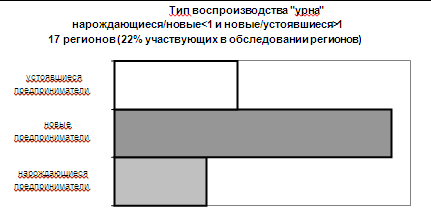 Тип воспроизводства "урна"
нарождающиеся/новые<1 и новые/устоявшиеся>1
17 регионов (22% участвующих в обследовании регионов)
устоявшиеся
предприниматели
новые
предприниматели
нарождающиеся
предприниматели